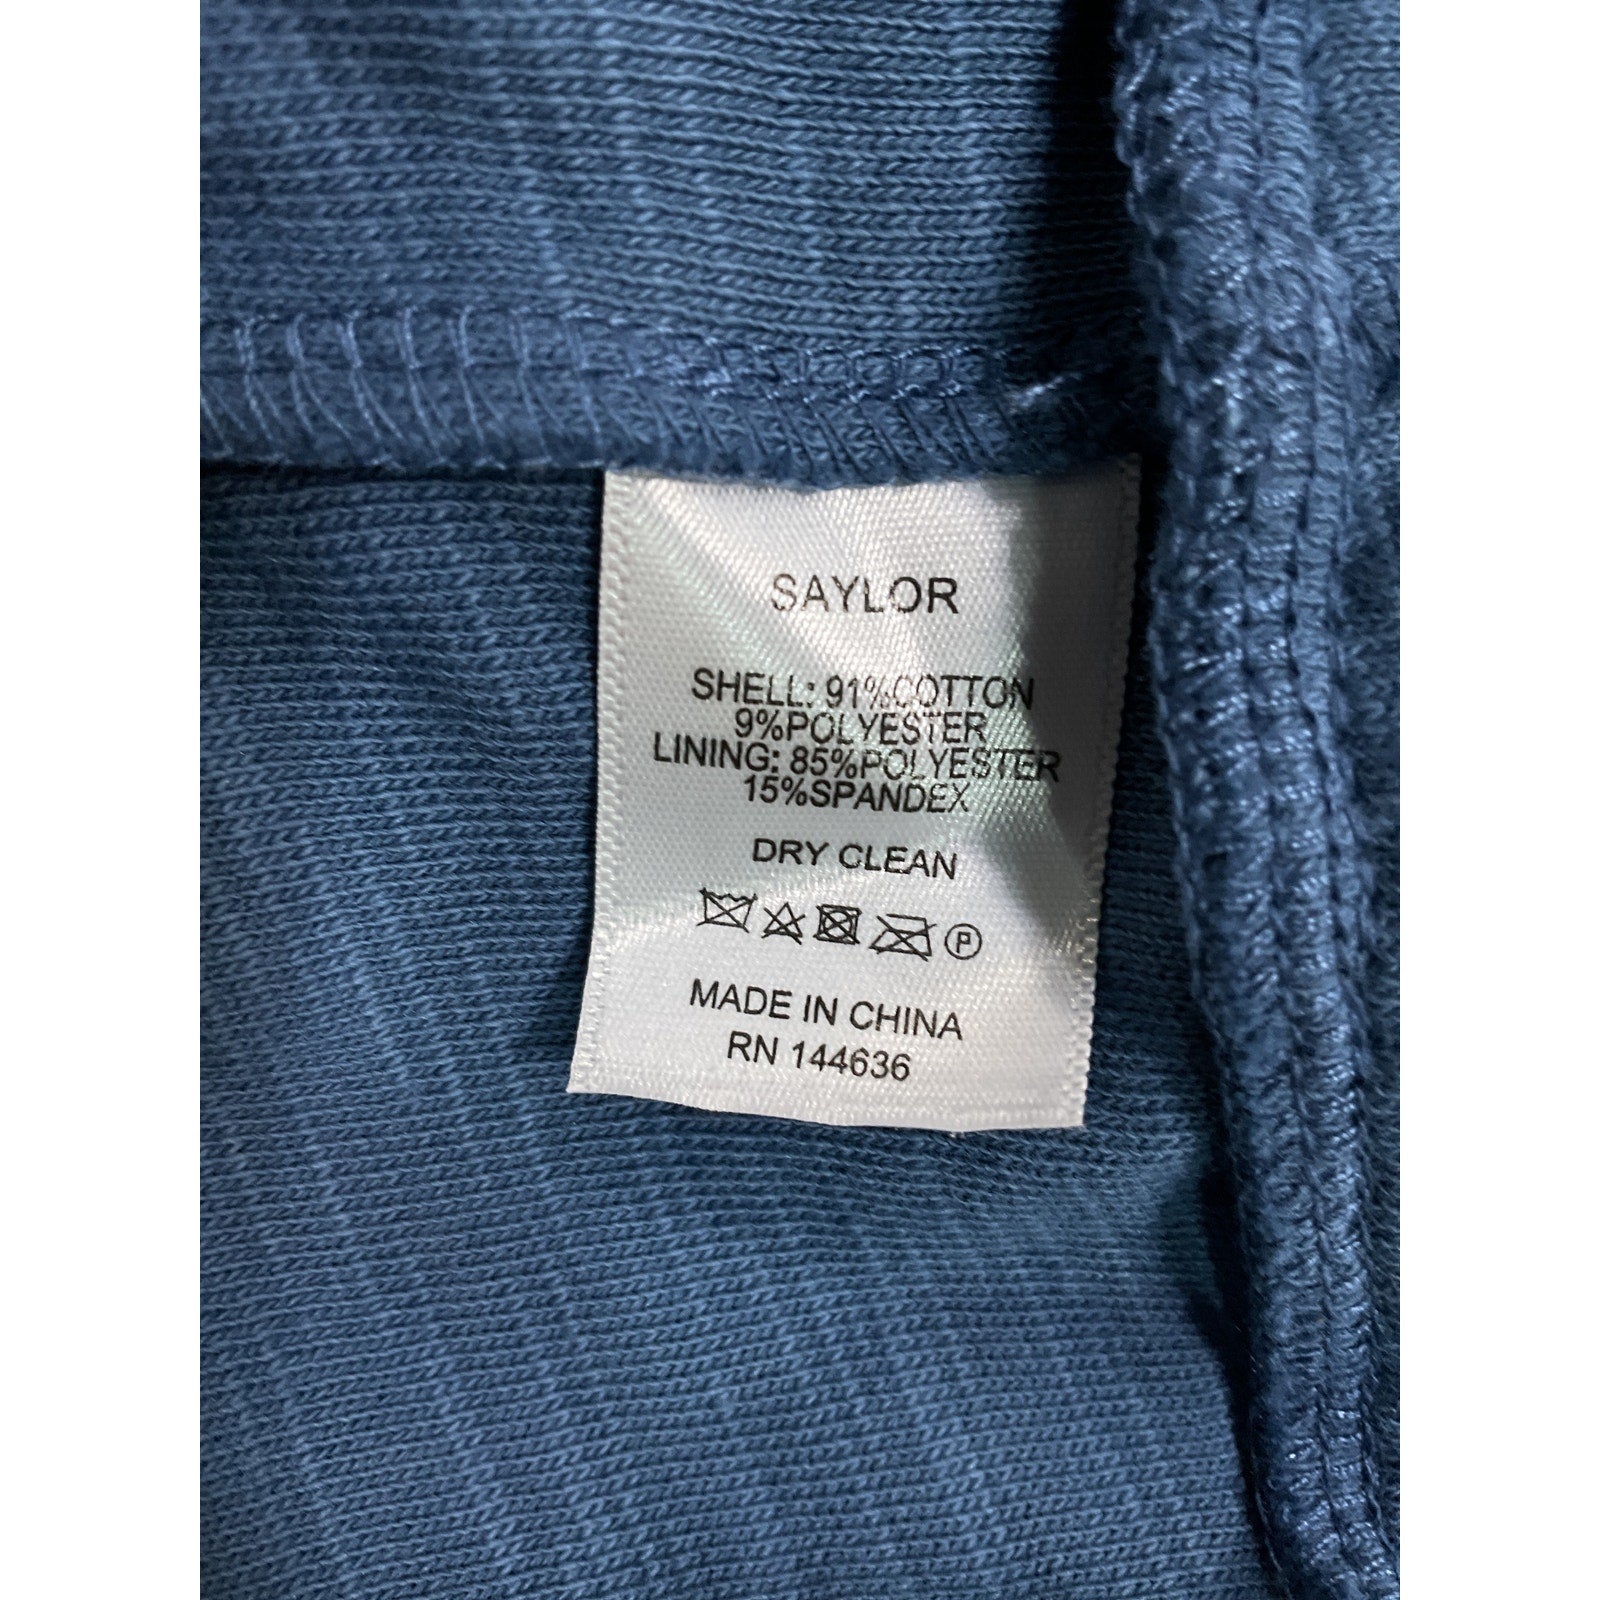 SAYLOR
SHELL: 91%COTTON
9%POLYESTER
LINING: 85%POLYESTER
15%SPANDEX
DRY CLEAN
P
MADE IN CHINA
RN 144636